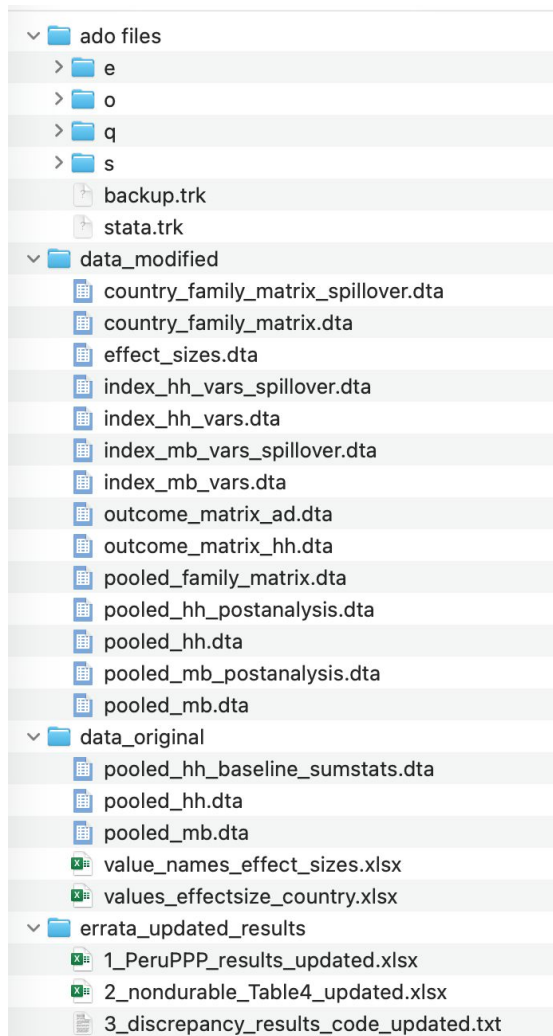 ado files
e
o
q
s
backup.trk
stata.trk
data_modified
country_family_matrix_spillover.dta
country_family_matrix.dta
effect_sizes.dta
index_hh_vars_spillover.dta
index_hh_vars.dta
index_mb_vars_spillover.dta
index_mb_vars.dta
outcome_matrix_ad.dta
outcome_matrix_hh.dta
pooled_family_matrix.dta
pooled_hh_postanalysis.dta
pooled_hh.dta
pooled_mb_postanalysis.dta
pooled_mb.dta
data_original
pooled_hh_baseline_sumstats.dta
pooled_hh.dta
pooled_mb.dta
value_names_effect_sizes.xlsx
values_effectsize_country.xlsx
errata_updated_results
1_PeruPPP_results_updated.xlsx
2_nondurable_Table4_updated.xlsx
3_discrepancy_results_code_updated.txt